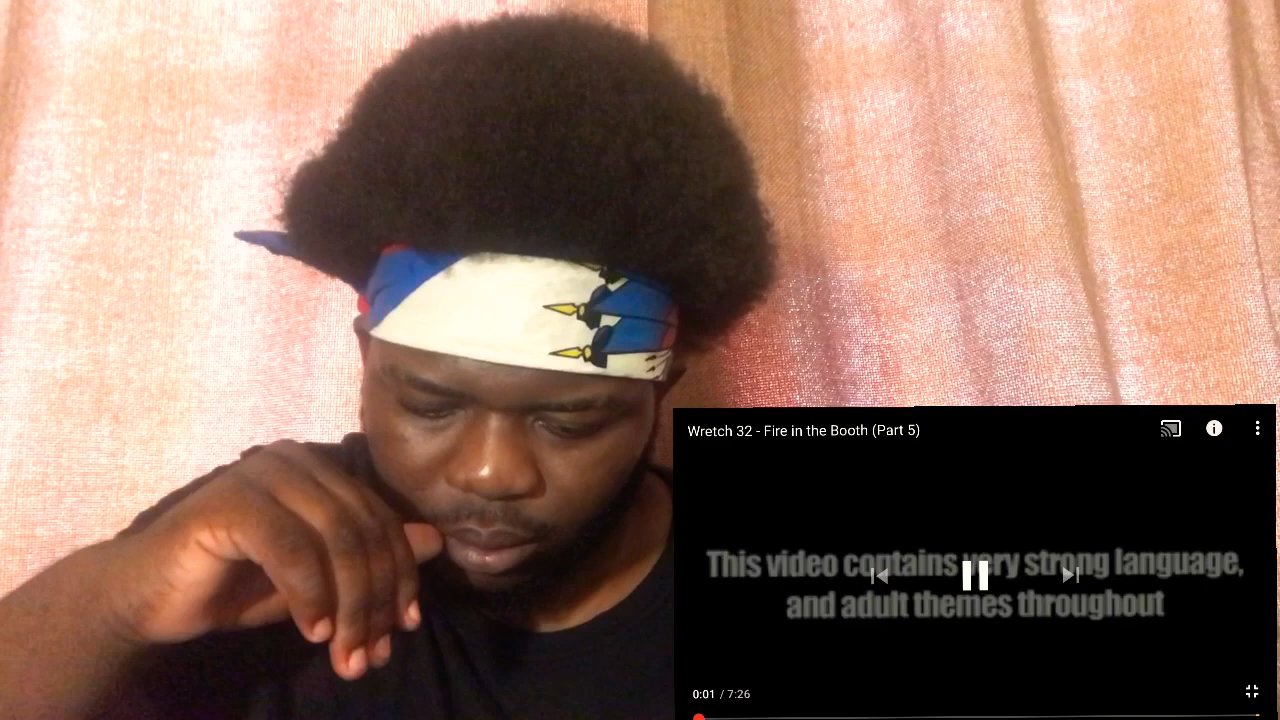 Wretch 32 - Fire in the Booth (Part 5)
This video contains very strong language,
and adult themes throughout
0:01 / 7:26